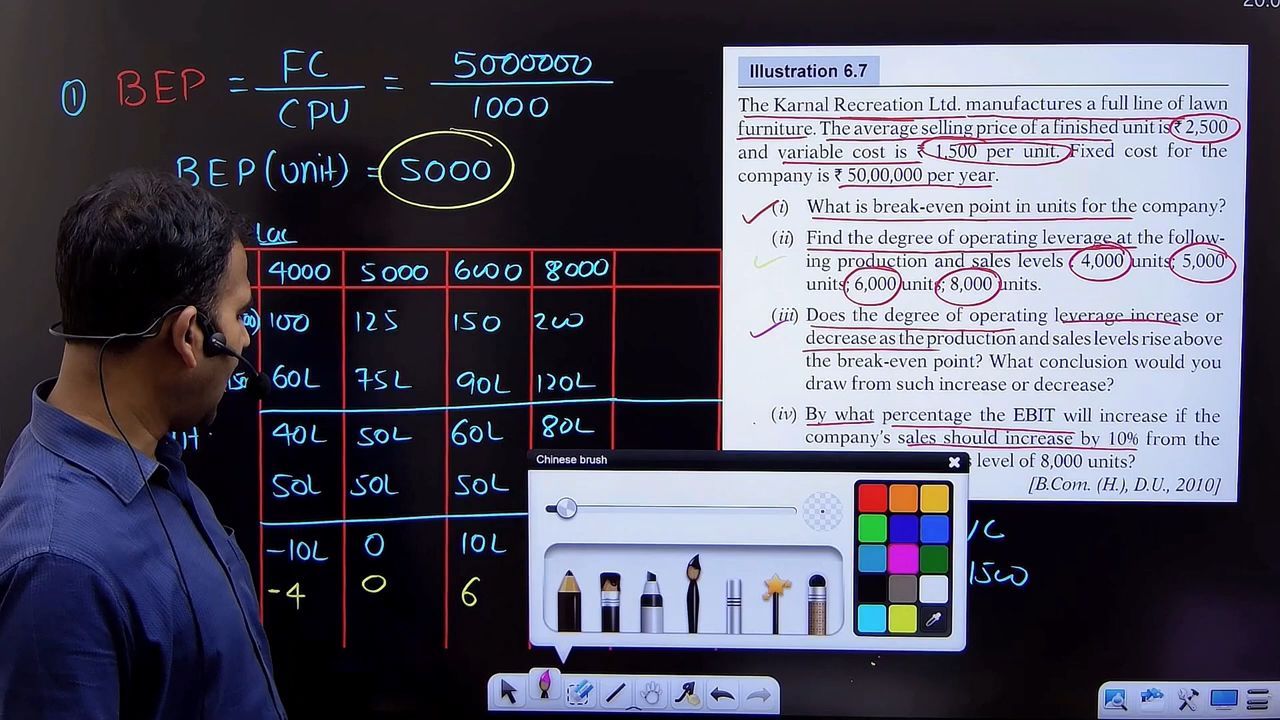 ① BEP = FC / CPU = 5000000 / 1000
BEP (unit) = 5000
Lac
4000 5000 6000 8000
100 125 150 200
60L 75L 90L 120L
40L 50L 60L 80L
50L 50L 50L
-10L 0 10L
-4 0 6
Illustration 6.7
The Karnal Recreation Ltd. manufactures a full line of lawn
furniture. The average selling price of a finished unit is ₹ 2,500
and variable cost is ₹ 1,500 per unit. Fixed cost for the
company is ₹ 50,00,000 per year.
(i) What is break-even point in units for the company?
(ii) Find the degree of operating leverage at the follow-
ing production and sales levels 4,000 units; 5,000
units; 6,000 units; 8,000 units.
(iii) Does the degree of operating leverage increase or
decrease as the production and sales levels rise above
the break-even point? What conclusion would you
draw from such increase or decrease?
(iv) By what percentage the EBIT will increase if the
company's sales should increase by 10% from the
level of 8,000 units?
[B.Com. (H.), D.U., 2010]
1500
Chinese brush